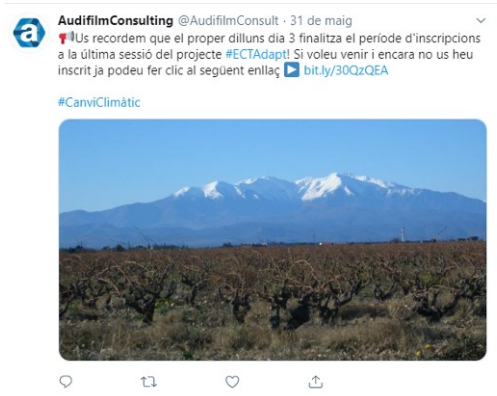 AudifilmConsulting @AudifilmConsult · 31 de maig
Us recordem que el proper dilluns dia 3 finalitza el període d'inscripcions
a la última sessió del projecte #ECTAdapt! Si voleu venir i encara no us heu
inscrit ja podeu fer clic al següent enllaç bit.ly/30QzQEA
#CanviClimàtic